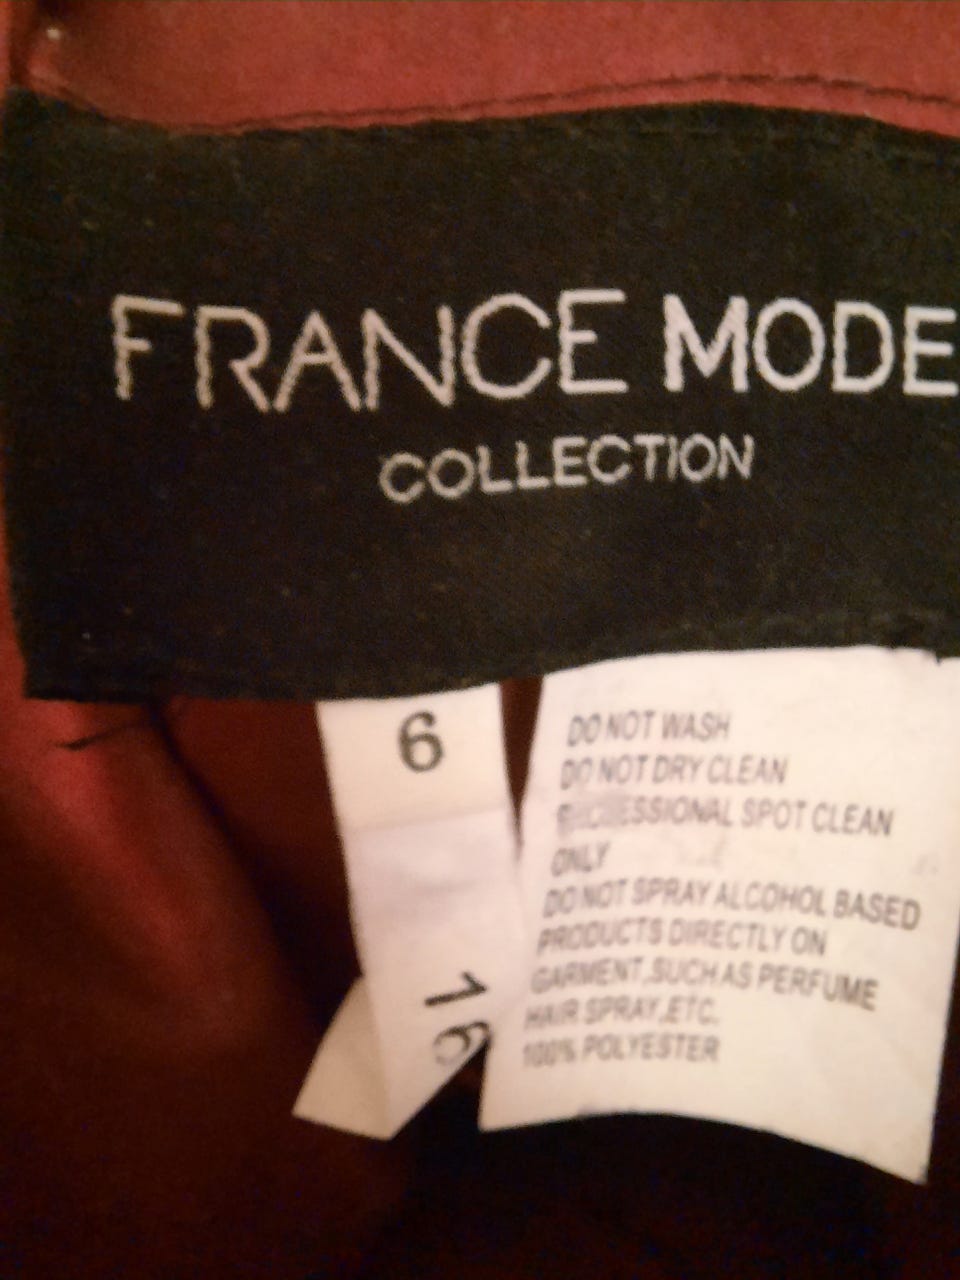 FRANCE MODE
COLLECTION
6
16
DO NOT WASH
DO NOT DRY CLEAN
PROFESSIONAL SPOT CLEAN
ONLY
DO NOT SPRAY ALCOHOL BASED
PRODUCTS DIRECTLY ON
GARMENT,SUCH AS PERFUME
HAIR SPRAY,ETC.
100% POLYESTER